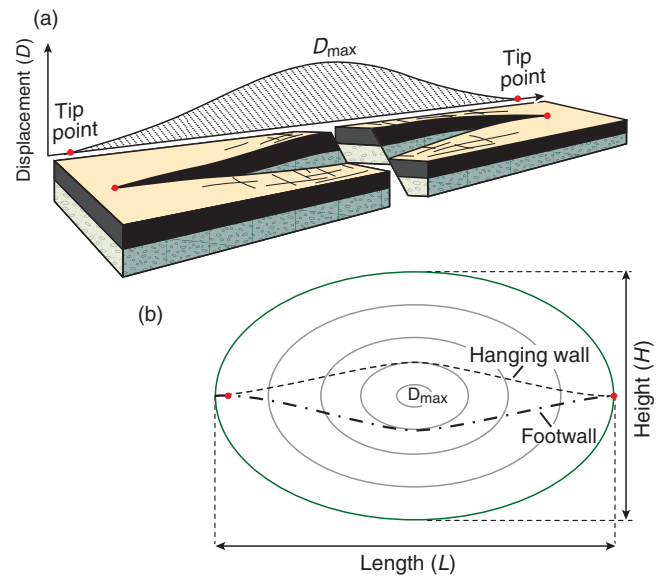 (a)
Displacement (D)
Tip
point
Dmax
Tip
point
(b)
Hanging wall
Dmax
Footwall
Height (H)
Length (L)